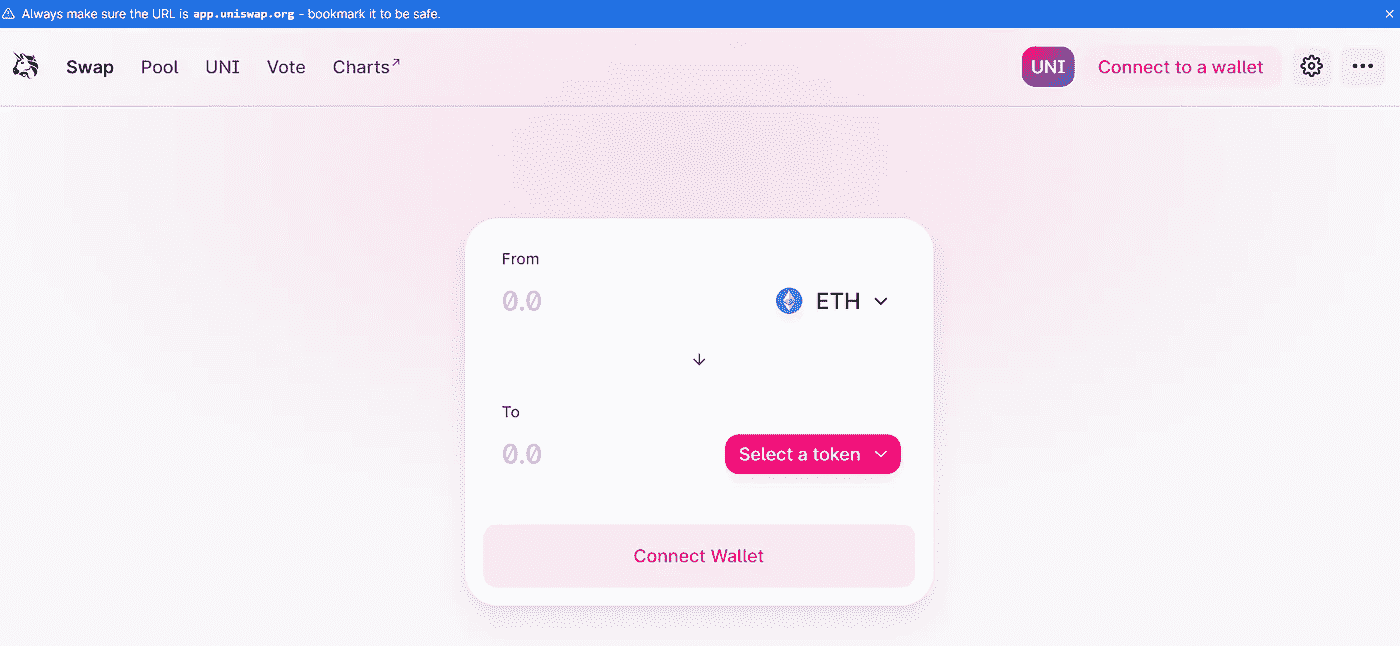 Always make sure the URL is app.uniswap.org - bookmark it to be safe.
Swap Pool UNI Vote Charts↗ UNI Connect to a wallet
From
0.0 ETH
To
0.0 Select a token
Connect Wallet